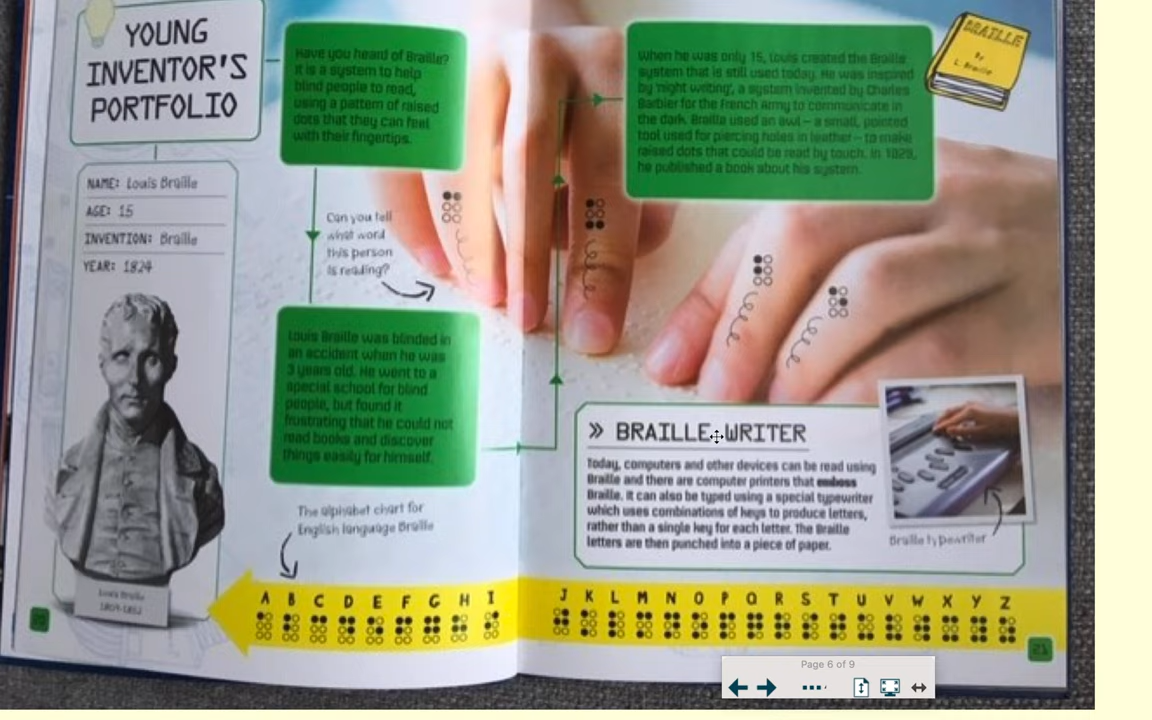 YOUNG
INVENTOR'S
PORTFOLIO
NAME: Louis Braille
AGE: 15
INVENTION: Braille
YEAR: 1824
Louis Braille
1809-1852
Have you heard of Braille?
It is a system to help
blind people to read,
using a pattern of raised
dots that they can feel
with their fingertips.
Can you tell
what word
this person
is reading?
Louis Braille was blinded in
an accident when he was
3 years old. He went to a
special school for blind
people, but found it
frustrating that he could not
read books and discover
things easily for himself.
The alphabet chart for
English language Braille
When he was only 15, Louis created the Braille
system that is still used today. He was inspired
by 'night writing', a system invented by Charles
Barbier for the French Army to communicate in
the dark. Braille used an awl – a small, pointed
tool used for piercing holes in leather – to make
raised dots that could be read by touch. In 1829,
he published a book about his system.
BRAILLE
By
L. Braille
» BRAILLE WRITER
Today, computers and other devices can be read using
Braille and there are computer printers that emboss
Braille. It can also be typed using a special typewriter
which uses combinations of keys to produce letters,
rather than a single key for each letter. The Braille
letters are then punched into a piece of paper.
Braille typewriter
A B C D E F G H I J K L M N O P Q R S T U V W X Y Z
21
Page 6 of 9